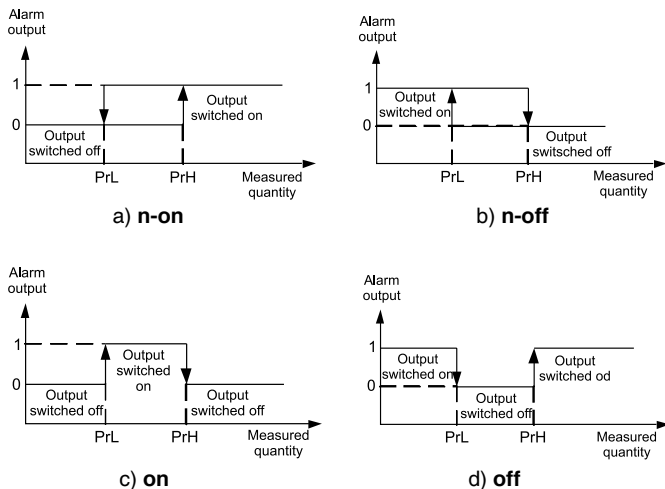 Alarm
output
1
0
Output
switched on
Output
switched off
PrL
PrH
Measured
quantity
a) n-on
Alarm
output
1
0
Output
switched on
Output
switsched off
PrL
PrH
Measured
quantity
b) n-off
Alarm
output
1
0
Output
switched
on
Output
switched off
Output
switched off
PrL
PrH
Measured
quantity
c) on
Alarm
output
1
0
Output
switched on
Output
switched od
Output
switched off
PrL
PrH
Measured
quantity
d) off